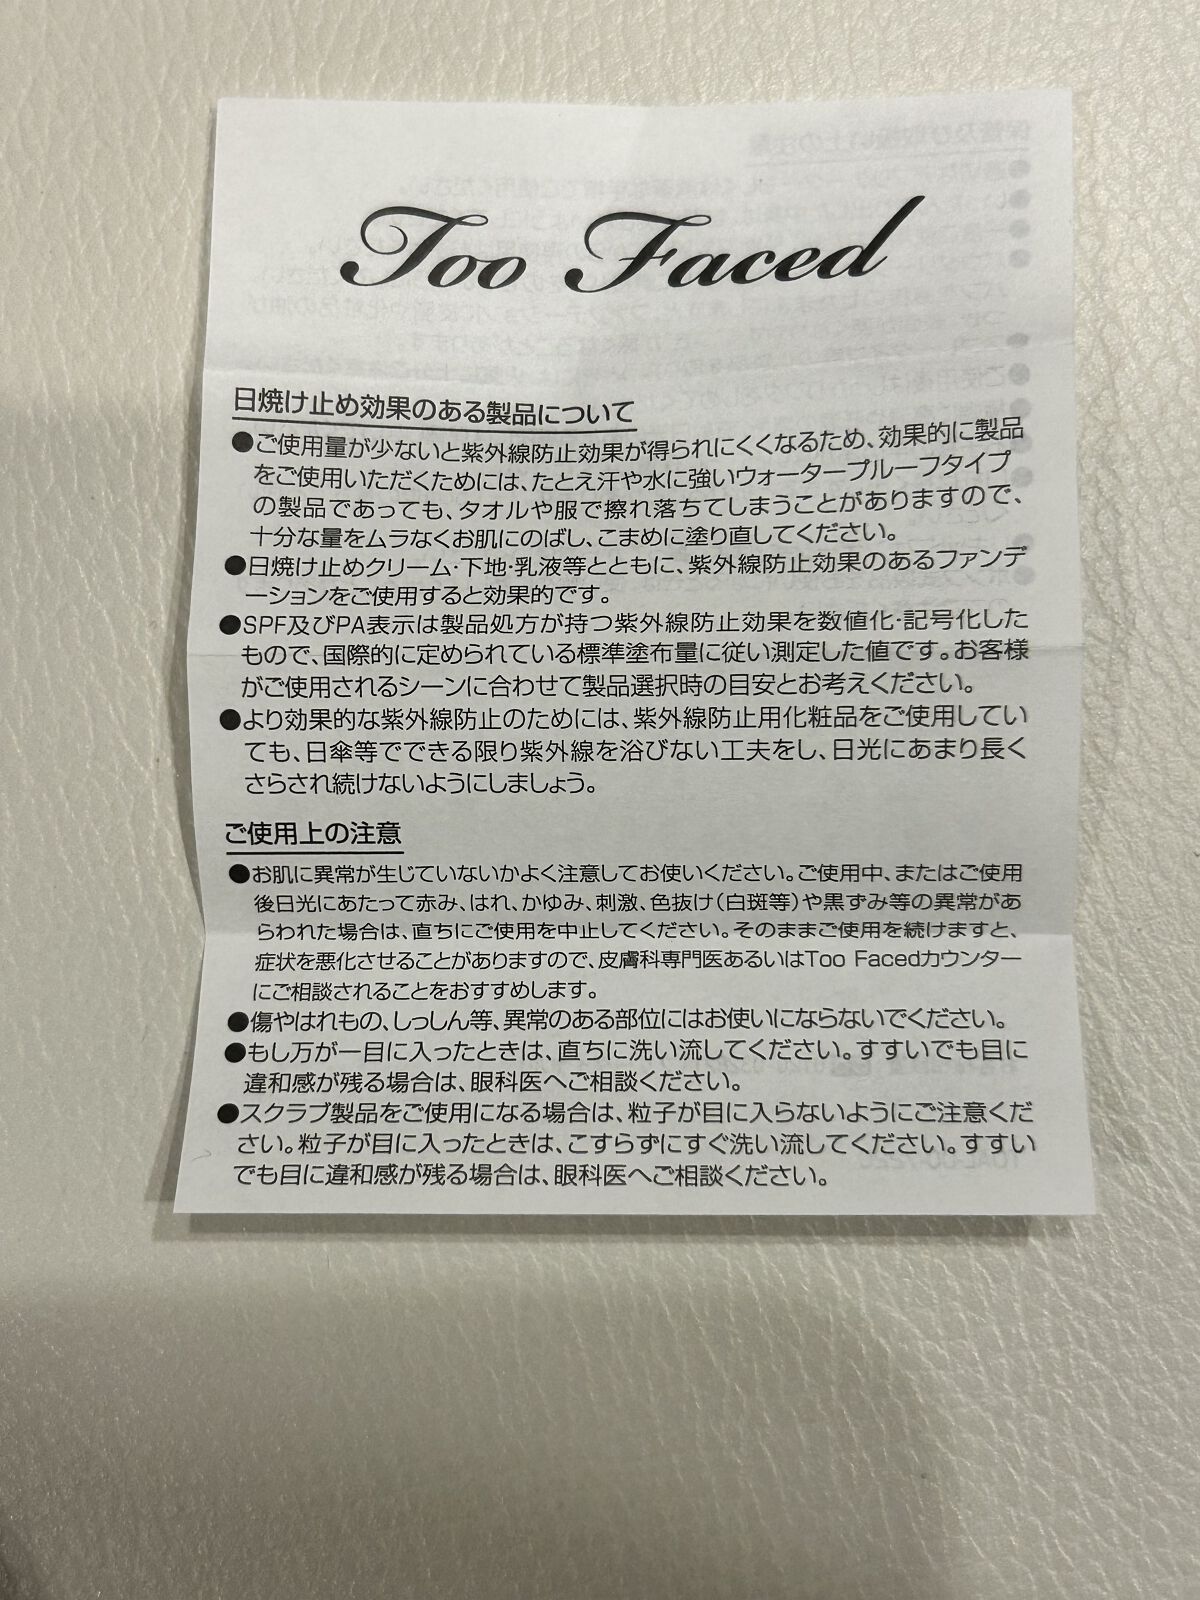 Too Faced
日焼け止め効果のある製品について
●ご使用量が少ないと紫外線防止効果が得られにくくなるため、効果的に製品
をご使用いただくためには、たとえ汗や水に強いウォータープルーフタイプ
の製品であっても、タオルや服で擦れ落ちてしまうことがありますので、
十分な量をムラなくお肌にのばし、こまめに塗り直してください。
●日焼け止めクリーム・下地・乳液等とともに、紫外線防止効果のあるファンデ
ーションをご使用すると効果的です。
●SPF及びPA表示は製品処方が持つ紫外線防止効果を数値化・記号化した
もので、国際的に定められている標準塗布量に従い測定した値です。お客様
がご使用されるシーンに合わせて製品選択時の目安とお考えください。
●より効果的な紫外線防止のためには、紫外線防止用化粧品をご使用してい
ても、日傘等でできる限り紫外線を浴びない工夫をし、日光にあまり長く
さらされ続けないようにしましょう。
ご使用上の注意
●お肌に異常が生じていないかよく注意してお使いください。ご使用中、またはご使用
後日光にあたって赤み、はれ、かゆみ、刺激、色抜け(白斑等)や黒ずみ等の異常があ
らわれた場合は、直ちにご使用を中止してください。そのままご使用を続けますと、
症状を悪化させることがありますので、皮膚科専門医あるいはToo Facedカウンター
にご相談されることをおすすめします。
●傷やはれもの、しっしん等、異常のある部位にはお使いにならないでください。
●もし万が一目に入ったときは、直ちに洗い流してください。すすいでも目に
違和感が残る場合は、眼科医へご相談ください。
●スクラブ製品をご使用になる場合は、粒子が目に入らないようにご注意くだ
さい。粒子が目に入ったときは、こすらずにすぐ洗い流してください。すすい
でも目に違和感が残る場合は、眼科医へご相談ください。